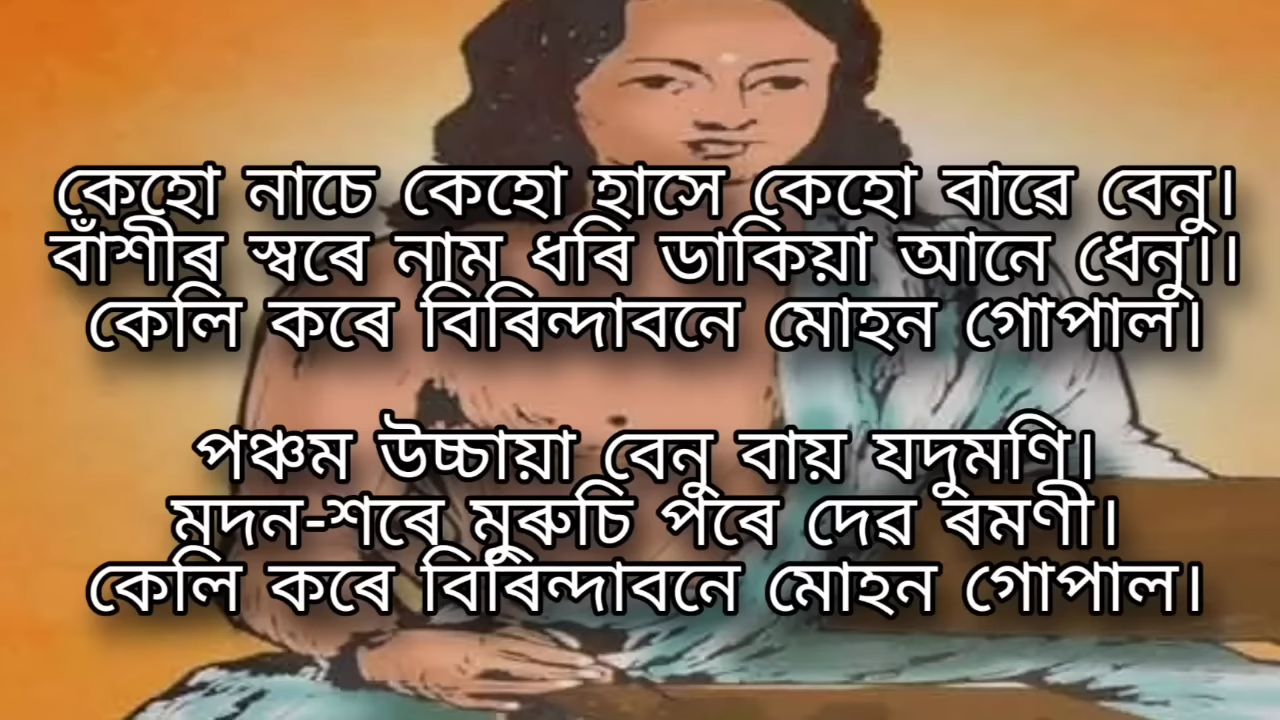 কেহো নাচে কেহো হাসে কেহো বাৱে বেনু।
বাঁশীৰ স্বৰে নাম ধৰি ডাকিয়া আনে ধেনু।।
কেলি কৰে বিৰিন্দাবনে মোহন গোপাল।
পঞ্চম উচ্চায়া বেনু বায় যদুমণি।
মদন-শৰে মুৰুচি পৰে দেৱ ৰমণী।
কেলি কৰে বিৰিন্দাবনে মোহন গোপাল।